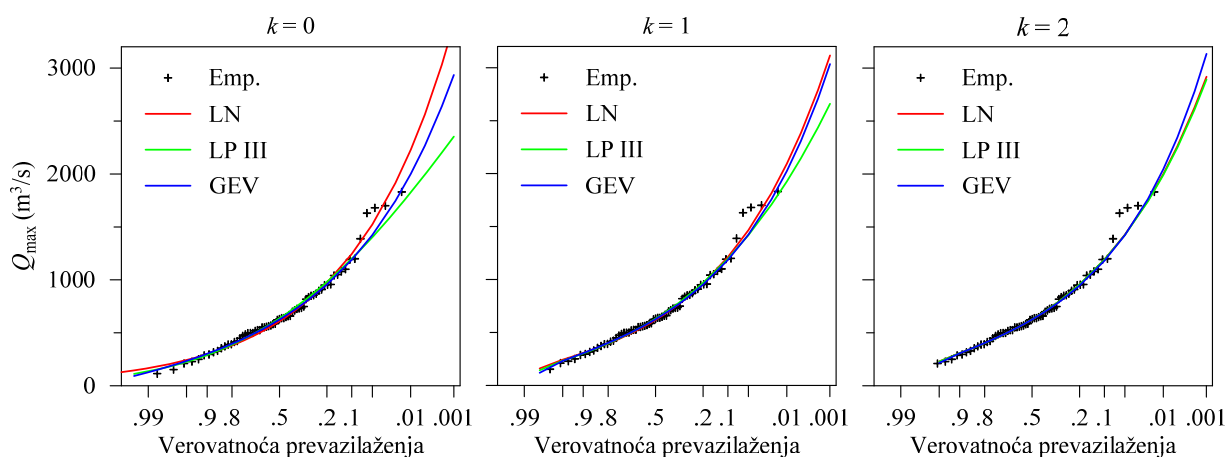 k = 0
k = 1
k = 2
Q max (m³/s)
3000
2000
1000
0
Emp.
LN
LP III
GEV
Emp.
LN
LP III
GEV
Emp.
LN
LP III
GEV
.99 .9 .8 .5 .2 .1 .01 .001
.99 .9 .8 .5 .2 .1 .01 .001
.99 .9 .8 .5 .2 .1 .01 .001
Verovatnoća prevazilaženja
Verovatnoća prevazilaženja
Verovatnoća prevazilaženja